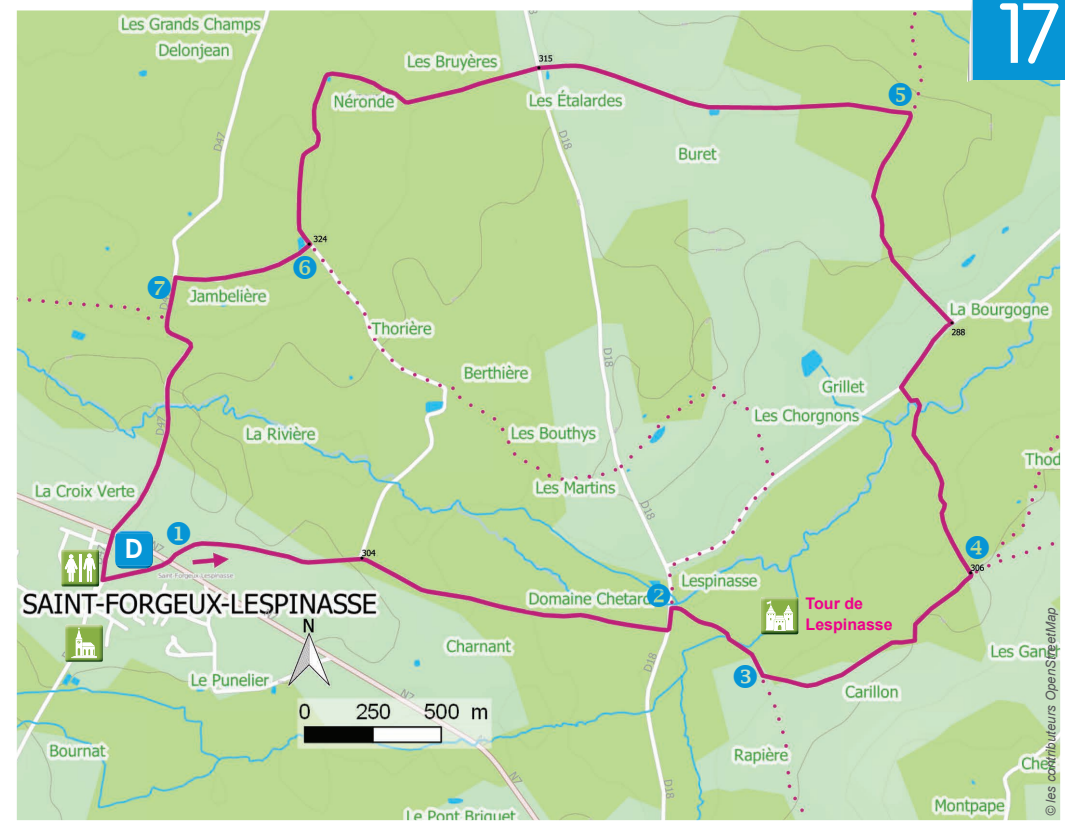 17
Les Grands Champs
Delonjean
Les Bruyères
315
Néronde
Les Étalardes
5
D47
D18
Buret
324
6
7
Jambelière
La Bourgogne
288
Thorière
D18
Berthière
Grillet
Les Chorgnons
La Rivière
D47
Les Bouthys
Thod
La Croix Verte
Les Martins
D18
1
D
N7
304
4
306
Saint-Forgeux-Lespinasse
Lespinasse
SAINT-FORGEUX-LESPINASSE
Domaine Chetard
2
Tour de
Lespinasse
N
Charnant
D18
3
Les Gan
Le Punelier
Carillon
N7
0 250 500 m
Bournat
Rapière
Che
N7
D18
Montpape
Le Pont Briquet
© les contributeurs OpenStreetMap